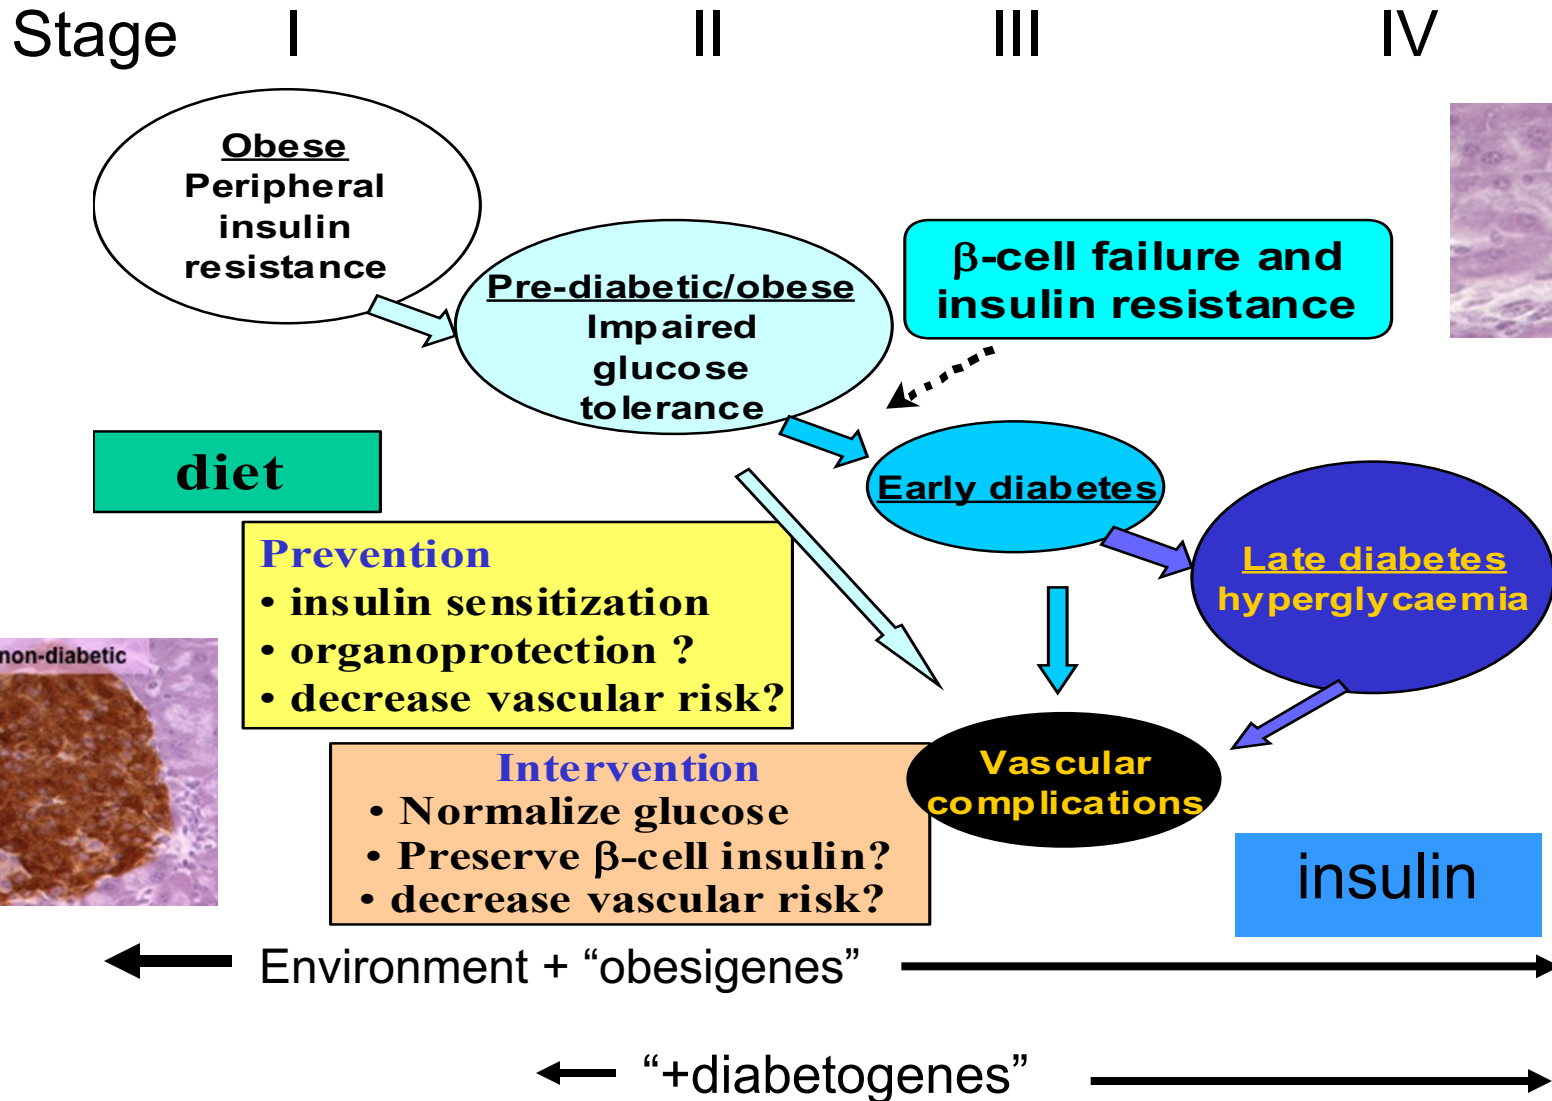 Stage I II III IV
Obese
Peripheral
insulin
resistance
Pre-diabetic/obese
Impaired
glucose
tolerance
β-cell failure and
insulin resistance
diet
Early diabetes
Late diabetes
hyperglycaemia
Prevention
• insulin sensitization
• organoprotection ?
• decrease vascular risk?
non-diabetic
Intervention
• Normalize glucose
• Preserve β-cell insulin?
• decrease vascular risk?
Vascular
complications
insulin
Environment + “obesigenes”
“+diabetogenes”